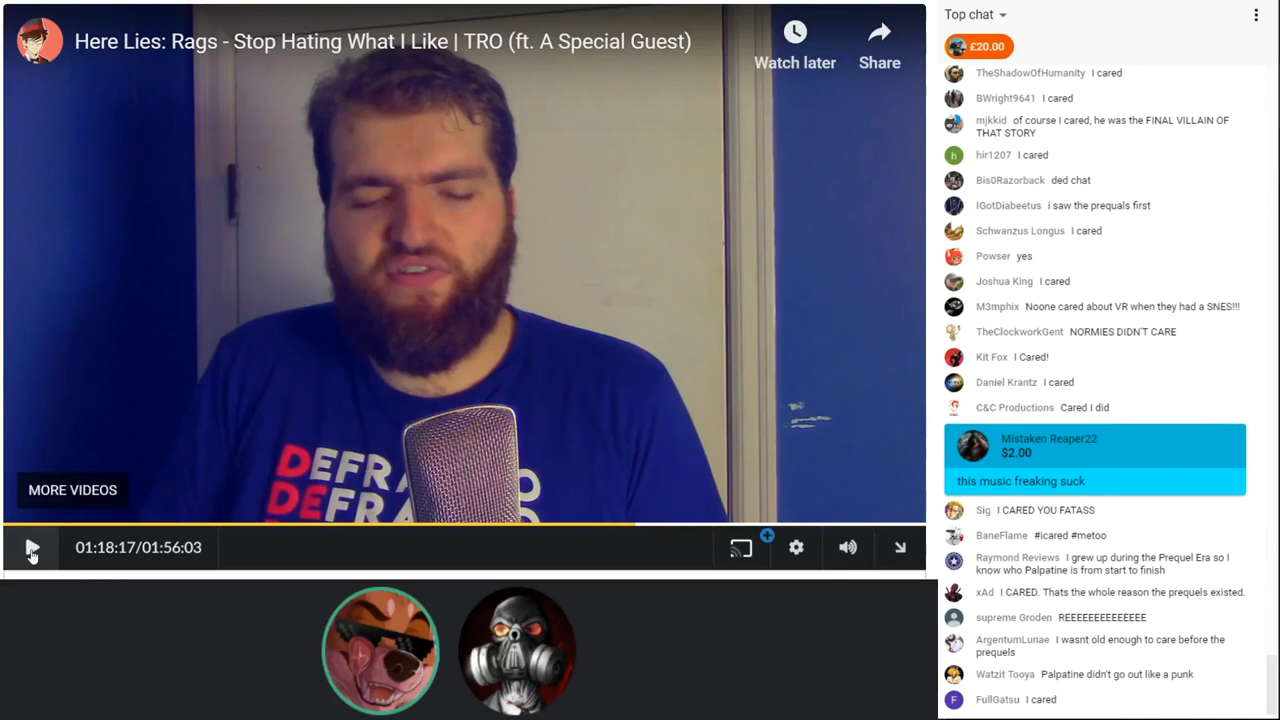 Here Lies: Rags - Stop Hating What I Like | TRO (ft. A Special Guest)
Watch later
Share
DEFRA
DEFRA
MORE VIDEOS
01:18:17/01:56:03
Top chat
£20.00
TheShadowOfHumanity I cared
BWright9641 I cared
mjkkid of course I cared, he was the FINAL VILLAIN OF
THAT STORY
h
hir1207 I cared
Bis0Razorback ded chat
IGotDiabeetus i saw the prequals first
Schwanzus Longus I cared
Powser yes
Joshua King I cared
M3mphix Noone cared about VR when they had a SNES!!!
TheClockworkGent NORMIES DIDN'T CARE
Kit Fox I Cared!
Daniel Krantz I cared
C&C Productions Cared I did
Mistaken Reaper22
$2.00
this music freaking suck
Sig I CARED YOU FATASS
BaneFlame #icared #metoo
Raymond Reviews I grew up during the Prequel Era so I
know who Palpatine is from start to finish
xAd I CARED. Thats the whole reason the prequels existed.
supreme Groden REEEEEEEEEEEEEE
ArgentumLunae I wasnt old enough to care before the
prequels
Watzit Tooya Palpatine didn't go out like a punk
F
FullGatsu I cared